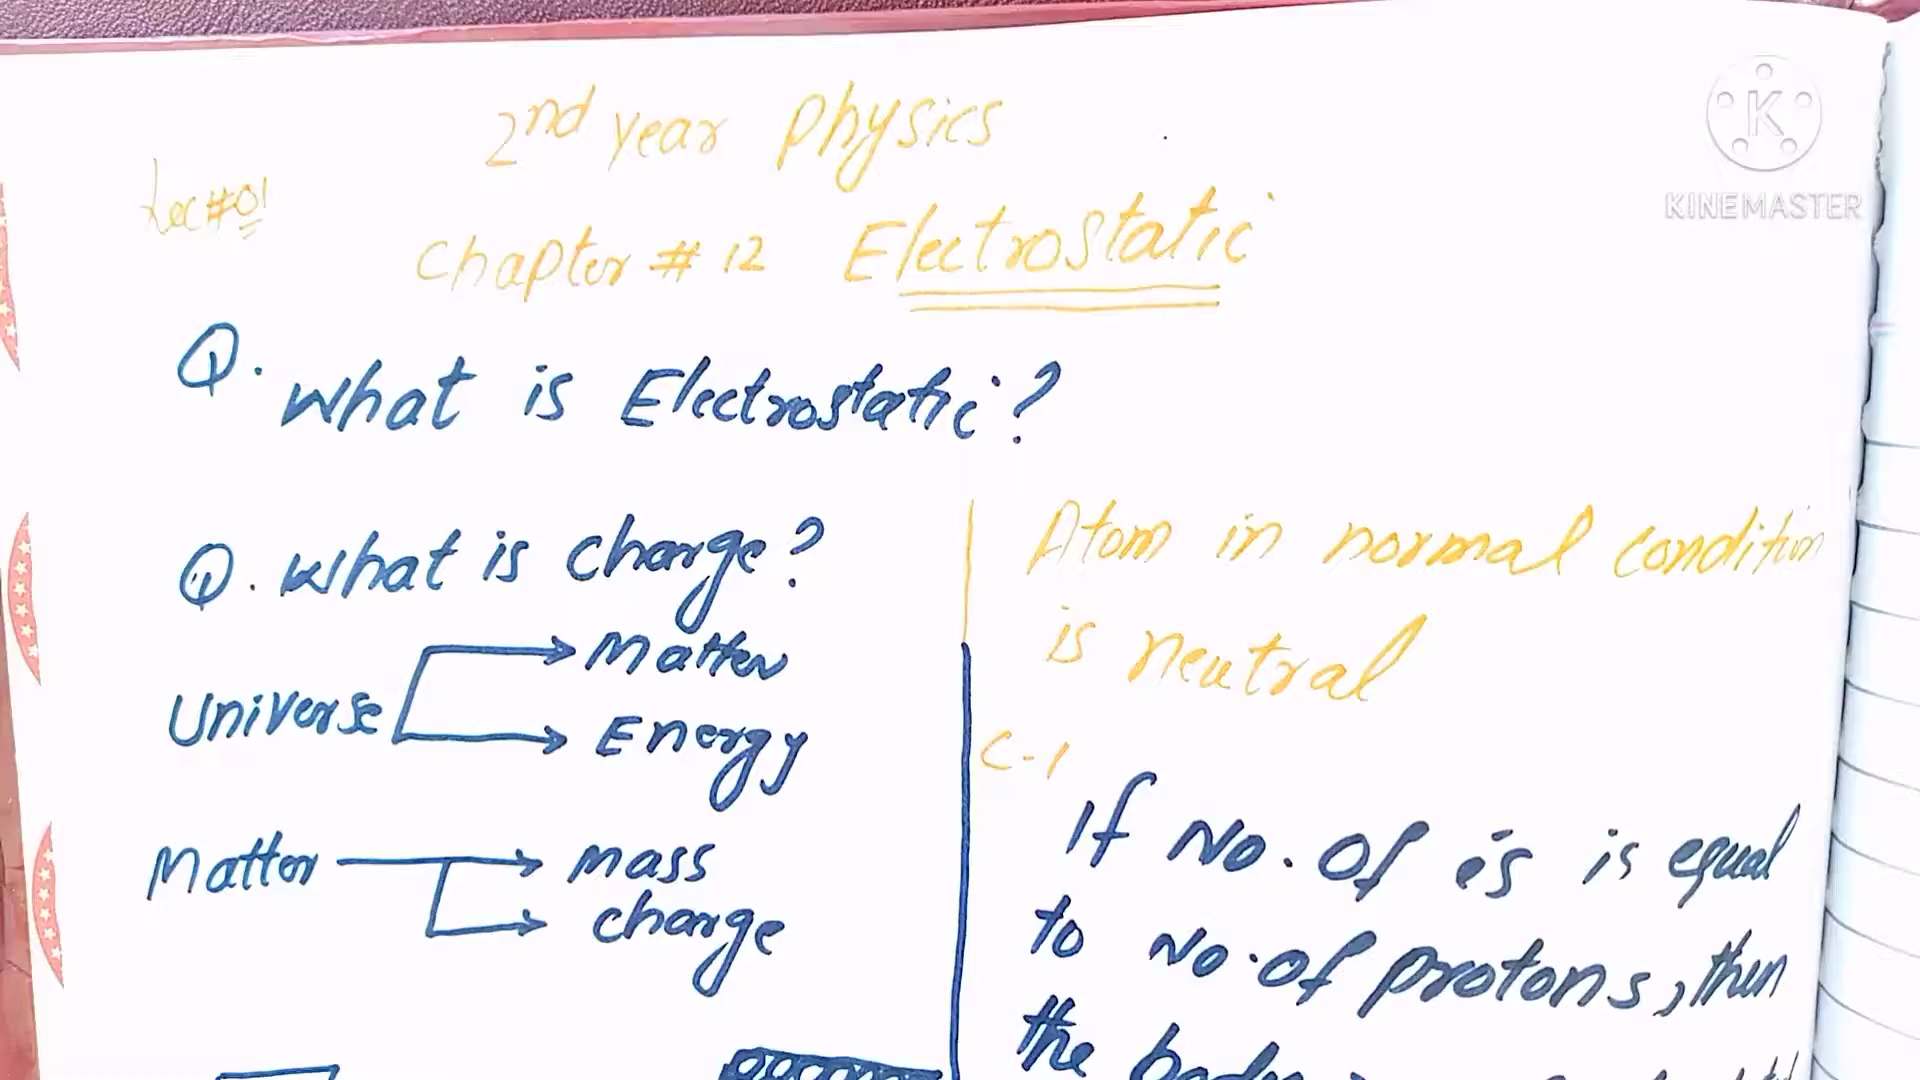 2nd year Physics
Lec#01
Chapter # 12 Electrostatic
K
KINEMASTER
Q. What is Electrostatic?
Q. What is charge?
Universe
Matter
Energy
Matter
mass
charge
Atom in normal condition
is neutral
C-1
If No. Of e's is equal
to No. of protons, then
the body